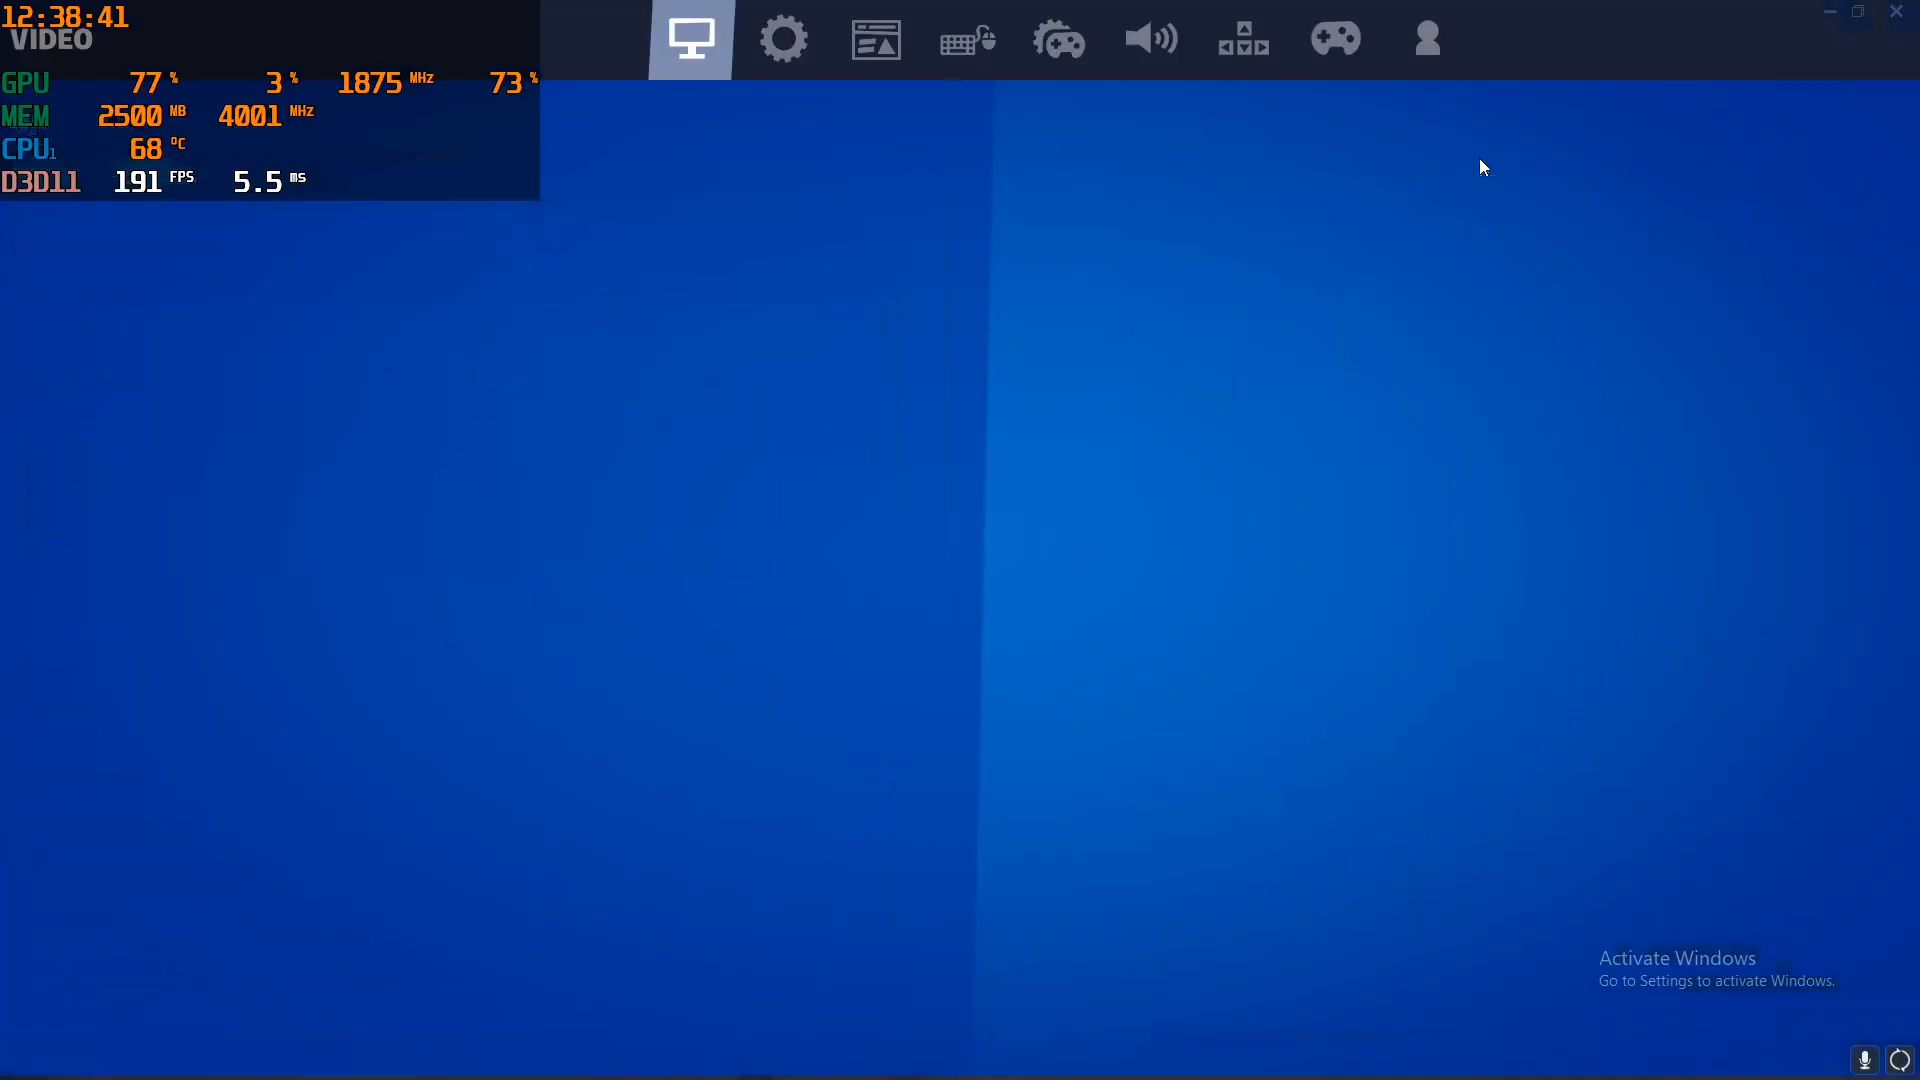 12:38:41
VIDEO
GPU 77 % 3 % 1875 MHz 73 %
MEM 2500 MB 4001 MHz
CPU1 68 °C
D3D11 191 FPS 5.5 ms
Activate Windows
Go to Settings to activate Windows.